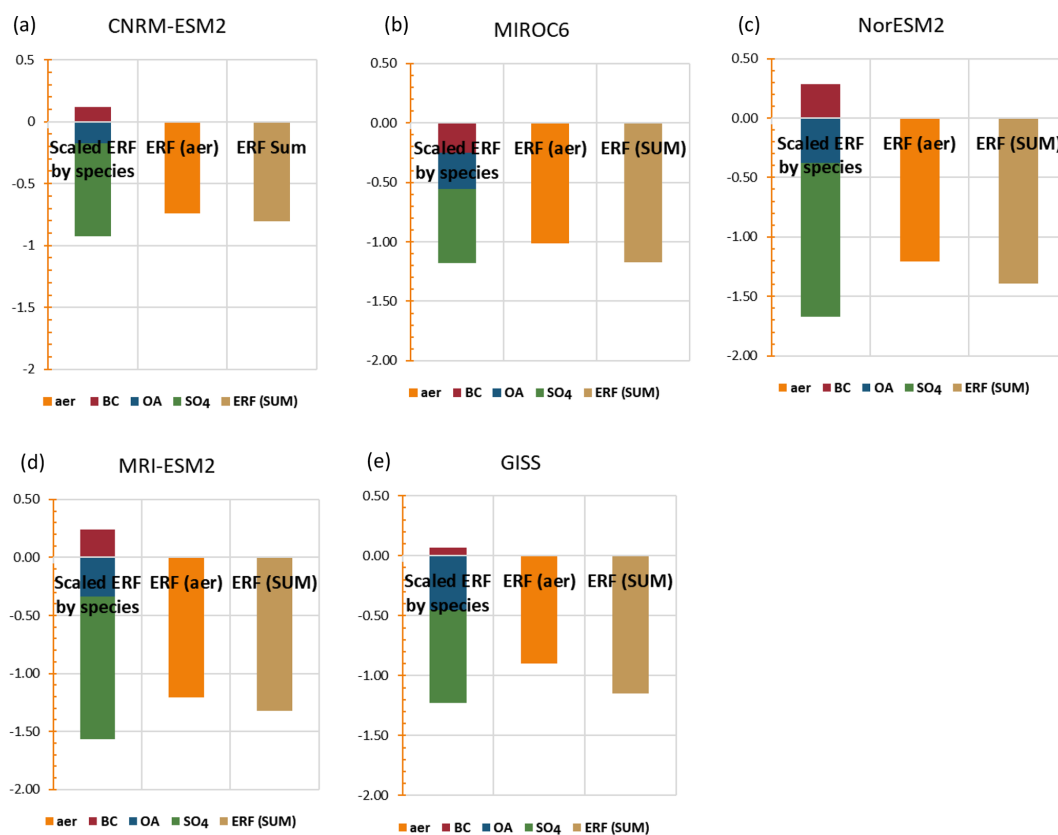 (a)
CNRM-ESM2
0.5
0
-0.5
-1
-1.5
-2
Scaled ERF
by species
ERF (aer)
ERF Sum
aer BC OA SO4 ERF (SUM)
(b)
MIROC6
0.50
0.00
-0.50
-1.00
-1.50
-2.00
Scaled ERF
by species
ERF (aer)
ERF (SUM)
aer BC OA SO4 ERF (SUM)
(c)
NorESM2
0.50
0.00
-0.50
-1.00
-1.50
-2.00
Scaled ERF
by species
ERF (aer)
ERF (SUM)
aer BC OA SO4 ERF (SUM)
(d)
MRI-ESM2
0.50
0.00
-0.50
-1.00
-1.50
-2.00
Scaled ERF
by species
ERF (aer)
ERF (SUM)
aer BC OA SO4 ERF (SUM)
(e)
GISS
0.50
0.00
-0.50
-1.00
-1.50
-2.00
Scaled ERF
by species
ERF (aer)
ERF (SUM)
aer BC OA SO4 ERF (SUM)